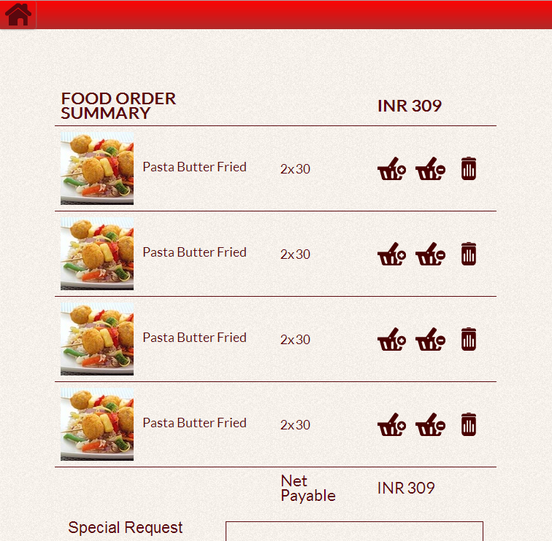 FOOD ORDER
SUMMARY
INR 309
Pasta Butter Fried 2x30
Pasta Butter Fried 2x30
Pasta Butter Fried 2x30
Pasta Butter Fried 2x30
Net
Payable
INR 309
Special Request